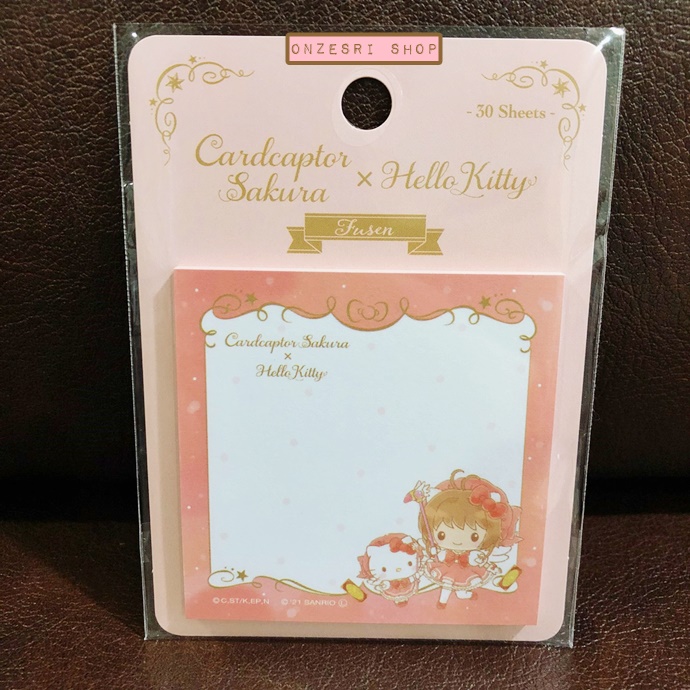 ONZESRI SHOP
- 30 Sheets -
Cardcaptor
Sakura
× Hello Kitty
Fusen
Cardcaptor Sakura
×
Hello Kitty
©C,ST/K,EP,N © '21 SANRIO Ⓛ